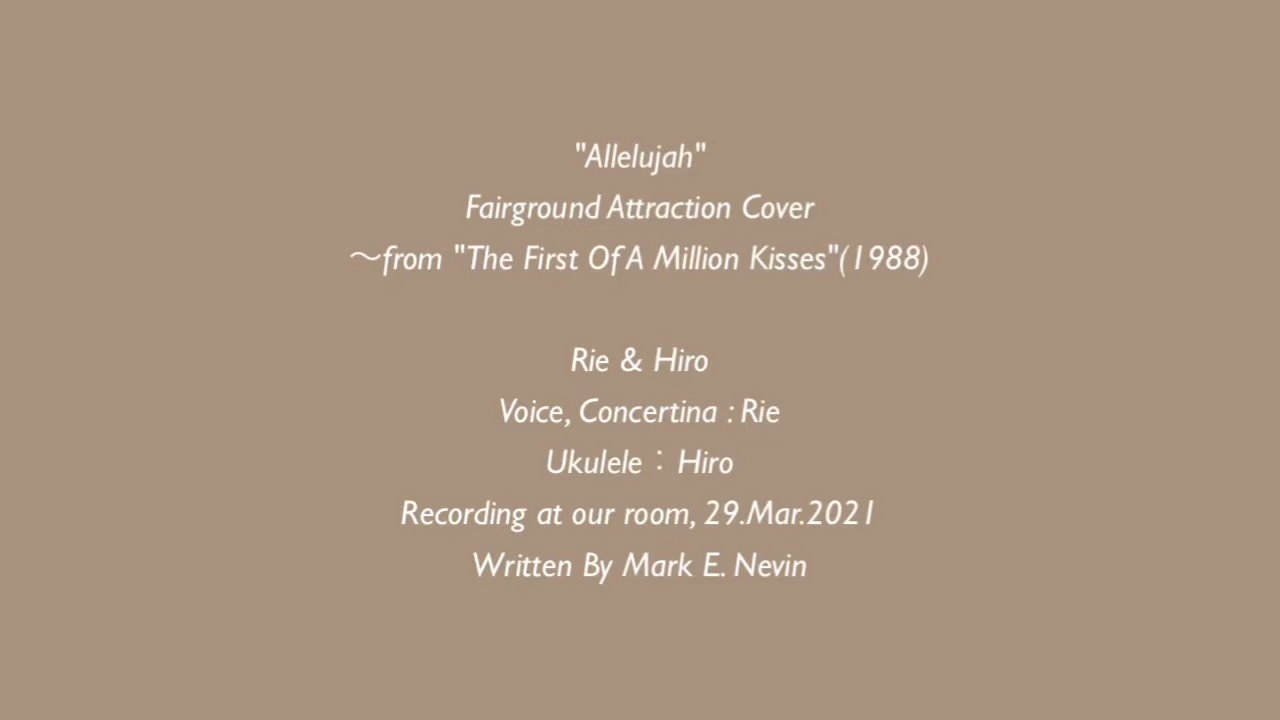 "Allelujah"
Fairground Attraction Cover
〜from "The First Of A Million Kisses"(1988)
Rie & Hiro
Voice, Concertina : Rie
Ukulele：Hiro
Recording at our room, 29.Mar.2021
Written By Mark E. Nevin